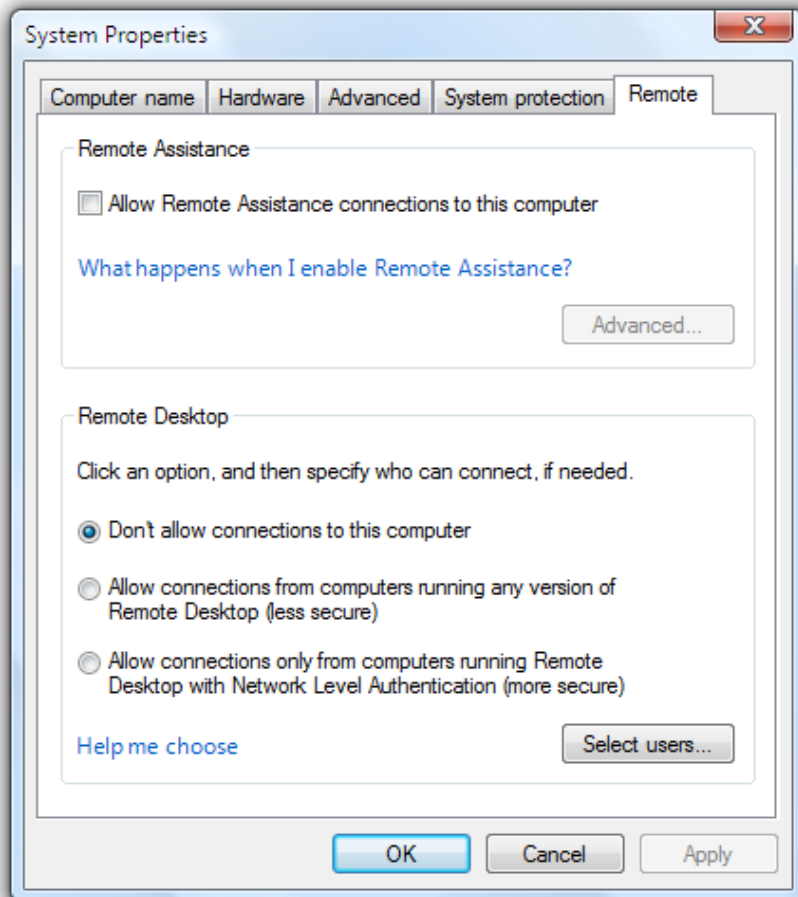 System Properties
Computer name Hardware Advanced System protection Remote
Remote Assistance
Allow Remote Assistance connections to this computer
What happens when I enable Remote Assistance?
Advanced...
Remote Desktop
Click an option, and then specify who can connect, if needed.
Don't allow connections to this computer
Allow connections from computers running any version of
Remote Desktop (less secure)
Allow connections only from computers running Remote
Desktop with Network Level Authentication (more secure)
Help me choose Select users...
OK Cancel Apply